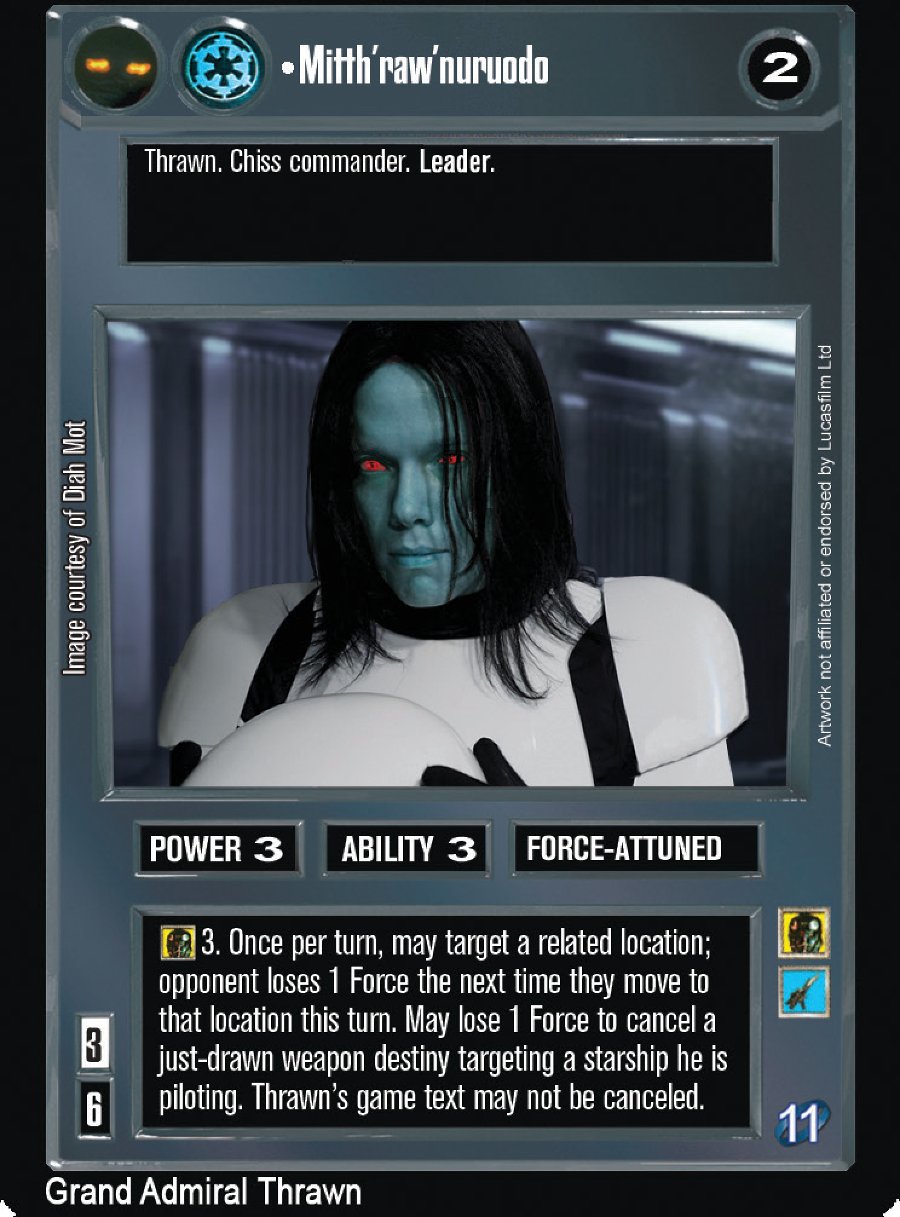 •Mitth'raw'nuruodo
2
Thrawn. Chiss commander. Leader.
Image courtesy of Diah Mot
Artwork not affiliated or endorsed by Lucasfilm Ltd
POWER 3
ABILITY 3
FORCE-ATTUNED
3. Once per turn, may target a related location;
opponent loses 1 Force the next time they move to
that location this turn. May lose 1 Force to cancel a
just-drawn weapon destiny targeting a starship he is
piloting. Thrawn's game text may not be canceled.
3
6
11
Grand Admiral Thrawn